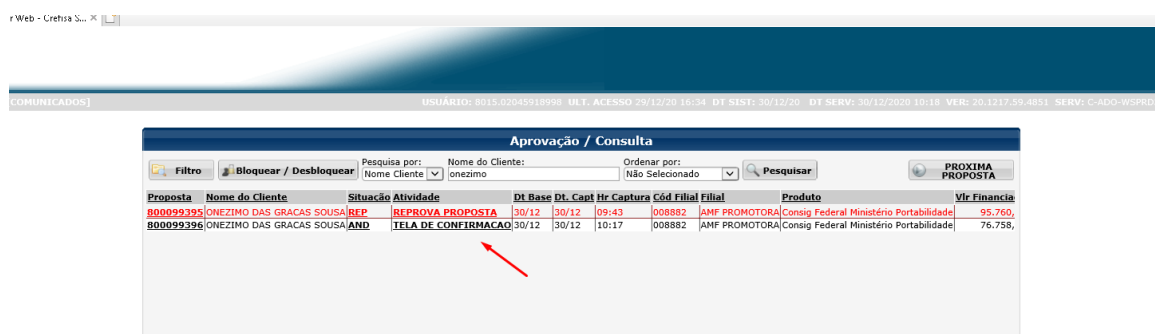 r Web - Crefisa S... ×
COMUNICADOS] USUÁRIO: 8015.02045918998 ULT. ACESSO 29/12/20 16:34 DT SIST: 30/12/20 DT SERV: 30/12/2020 10:18 VER: 20.1217.59.4851 SERV: C-ADO-WSPRD
Aprovação / Consulta
Filtro Bloquear / Desbloquear Pesquisa por: Nome do Cliente: Ordenar por: Pesquisar PROXIMA
Nome Cliente onezimo Não Selecionado PROPOSTA
Proposta Nome do Cliente Situação Atividade Dt Base Dt. Capt Hr Captura Cód Filial Filial Produto Vlr Financia
800099395 ONEZIMO DAS GRACAS SOUSA REP REPROVA PROPOSTA 30/12 30/12 09:43 008882 AMF PROMOTORA Consig Federal Ministério Portabilidade 95.760,
800099396 ONEZIMO DAS GRACAS SOUSA AND TELA DE CONFIRMACAO 30/12 30/12 10:17 008882 AMF PROMOTORA Consig Federal Ministério Portabilidade 76.758,